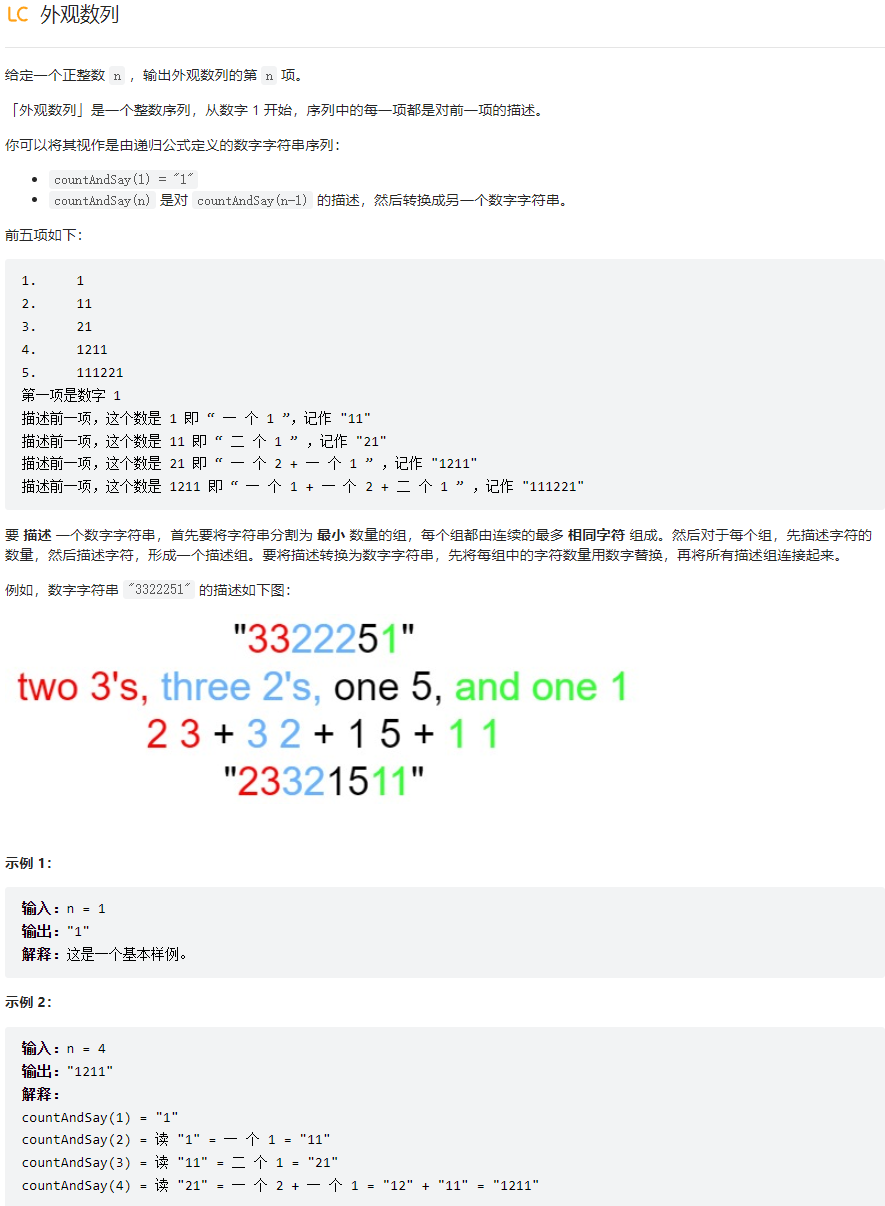 LC 外观数列
给定一个正整数 n ，输出外观数列的第 n 项。
「外观数列」是一个整数序列，从数字 1 开始，序列中的每一项都是对前一项的描述。
你可以将其视作是由递归公式定义的数字字符串序列：
• countAndSay(1) = "1"
• countAndSay(n) 是对 countAndSay(n-1) 的描述，然后转换成另一个数字字符串。
前五项如下：
1.     1
2.     11
3.     21
4.     1211
5.     111221
第一项是数字 1
描述前一项，这个数是 1 即 “ 一 个 1 ”，记作 "11"
描述前一项，这个数是 11 即 “ 二 个 1 ” ，记作 "21"
描述前一项，这个数是 21 即 “ 一 个 2 + 一 个 1 ” ，记作 "1211"
描述前一项，这个数是 1211 即 “ 一 个 1 + 一 个 2 + 二 个 1 ” ，记作 "111221"
要 描述 一个数字字符串，首先要将字符串分割为 最小 数量的组，每个组都由连续的最多 相同字符 组成。然后对于每个组，先描述字符的
数量，然后描述字符，形成一个描述组。要将描述转换为数字字符串，先将每组中的字符数量用数字替换，再将所有描述组连接起来。
例如，数字字符串 "3322251" 的描述如下图：
"3322251"
two 3's, three 2's, one 5, and one 1
2 3 + 3 2 + 1 5 + 1 1
"23321511"
示例 1：
输入：n = 1
输出："1"
解释：这是一个基本样例。
示例 2：
输入：n = 4
输出："1211"
解释：
countAndSay(1) = "1"
countAndSay(2) = 读 "1" = 一 个 1 = "11"
countAndSay(3) = 读 "11" = 二 个 1 = "21"
countAndSay(4) = 读 "21" = 一 个 2 + 一 个 1 = "12" + "11" = "1211"